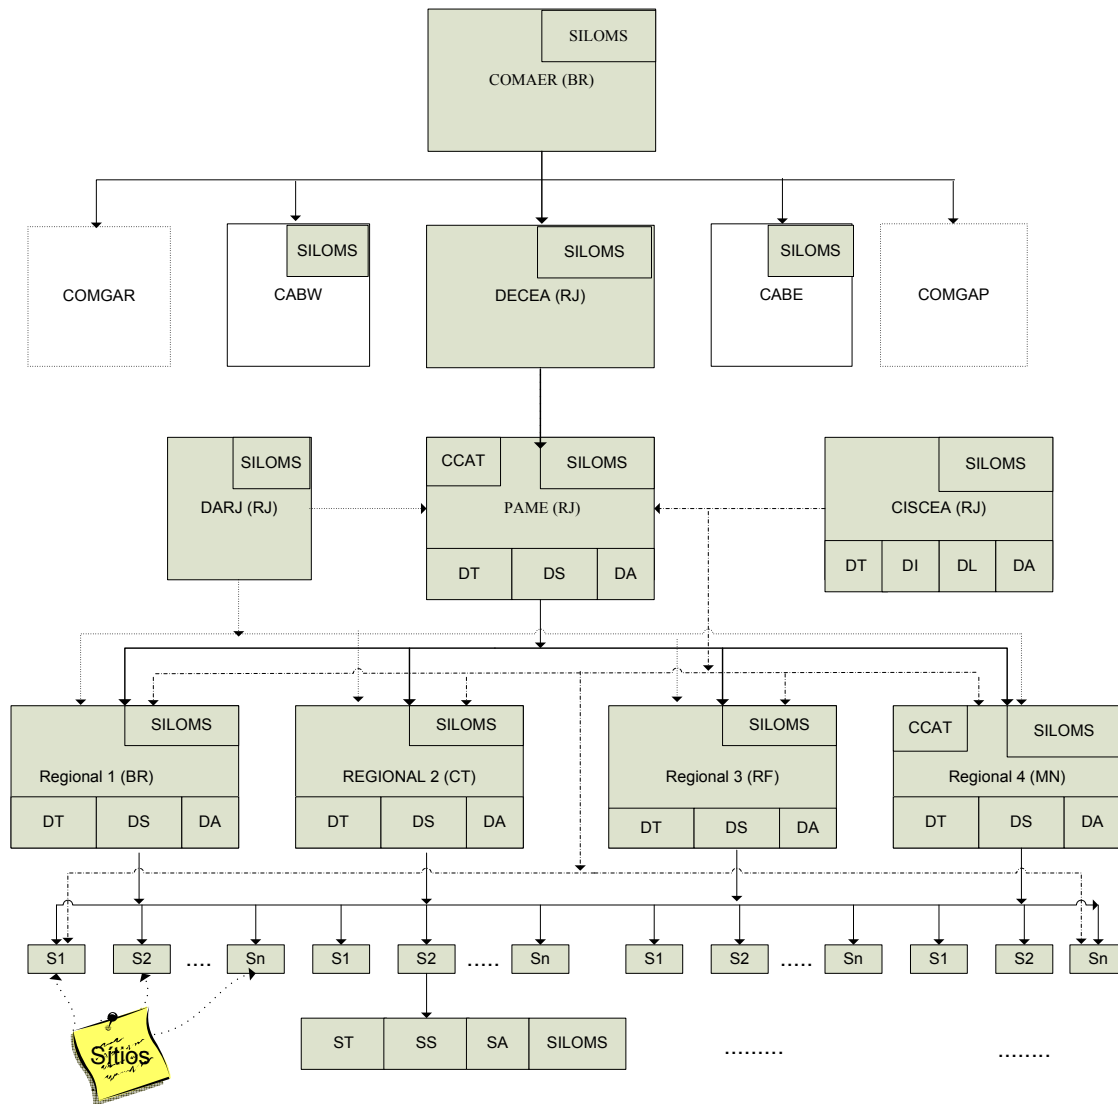 SILOMS
COMAER (BR)
COMGAR
SILOMS
CABW
SILOMS
DECEA (RJ)
SILOMS
CABE
COMGAP
SILOMS
DARJ (RJ)
CCAT
SILOMS
PAME (RJ)
DT DS DA
SILOMS
CISCEA (RJ)
DT DI DL DA
SILOMS
Regional 1 (BR)
DT DS DA
SILOMS
REGIONAL 2 (CT)
DT DS DA
SILOMS
Regional 3 (RF)
DT DS DA
CCAT
SILOMS
Regional 4 (MN)
DT DS DA
S1 S2 .... Sn S1 S2 ..... Sn S1 S2 ..... Sn S1 S2 ..... Sn
Sítios
ST SS SA SILOMS ......... ........